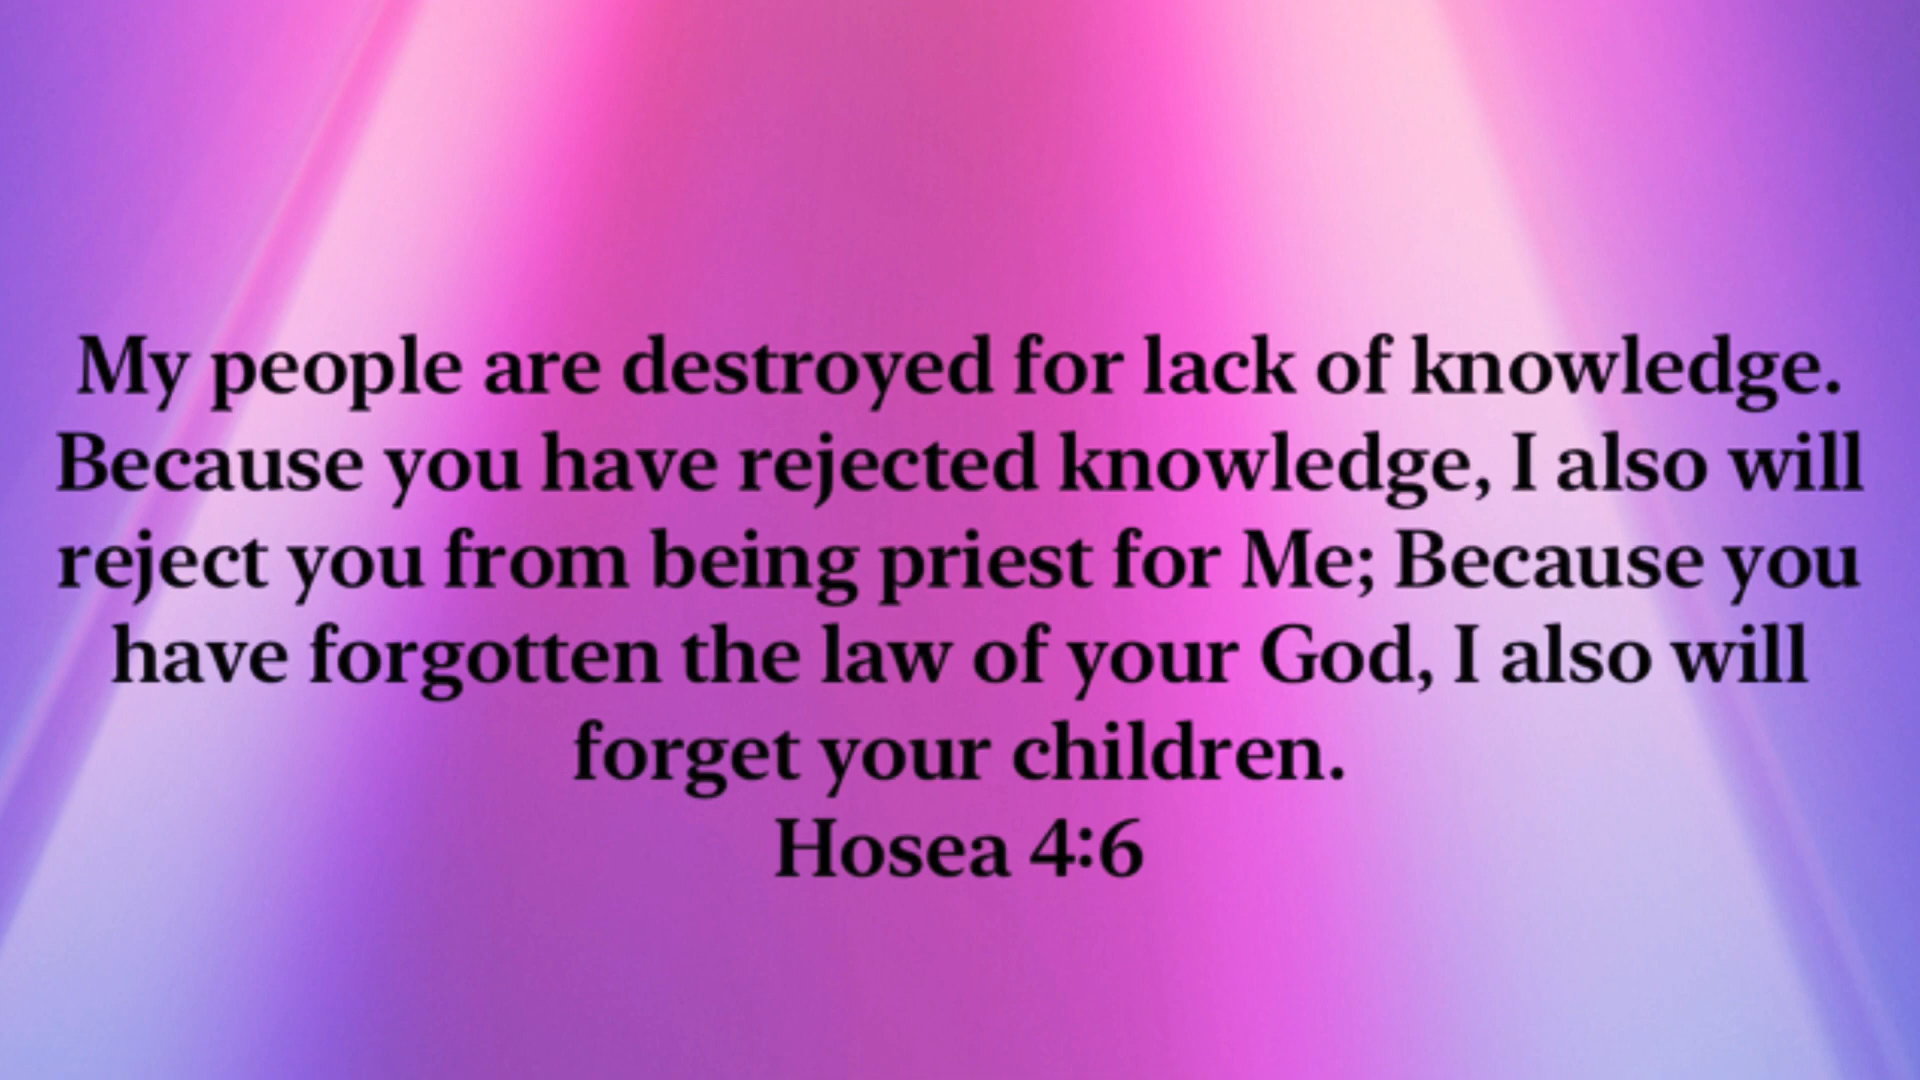 My people are destroyed for lack of knowledge.
Because you have rejected knowledge, I also will
reject you from being priest for Me; Because you
have forgotten the law of your God, I also will
forget your children.
Hosea 4:6